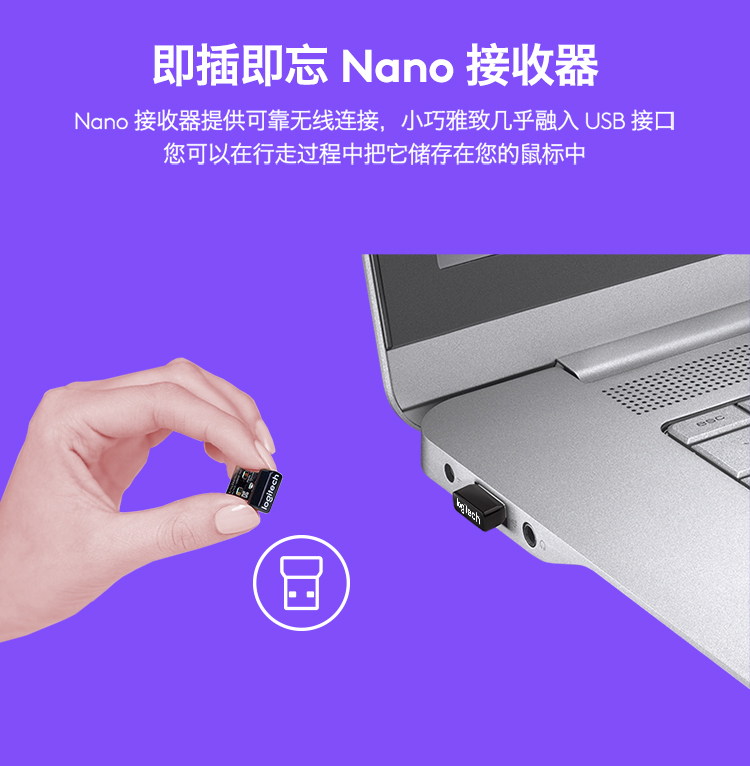 即插即忘 Nano 接收器
Nano 接收器提供可靠无线连接，小巧雅致几乎融入 USB 接口
您可以在行走过程中把它储存在您的鼠标中
esc
logitech
logitech